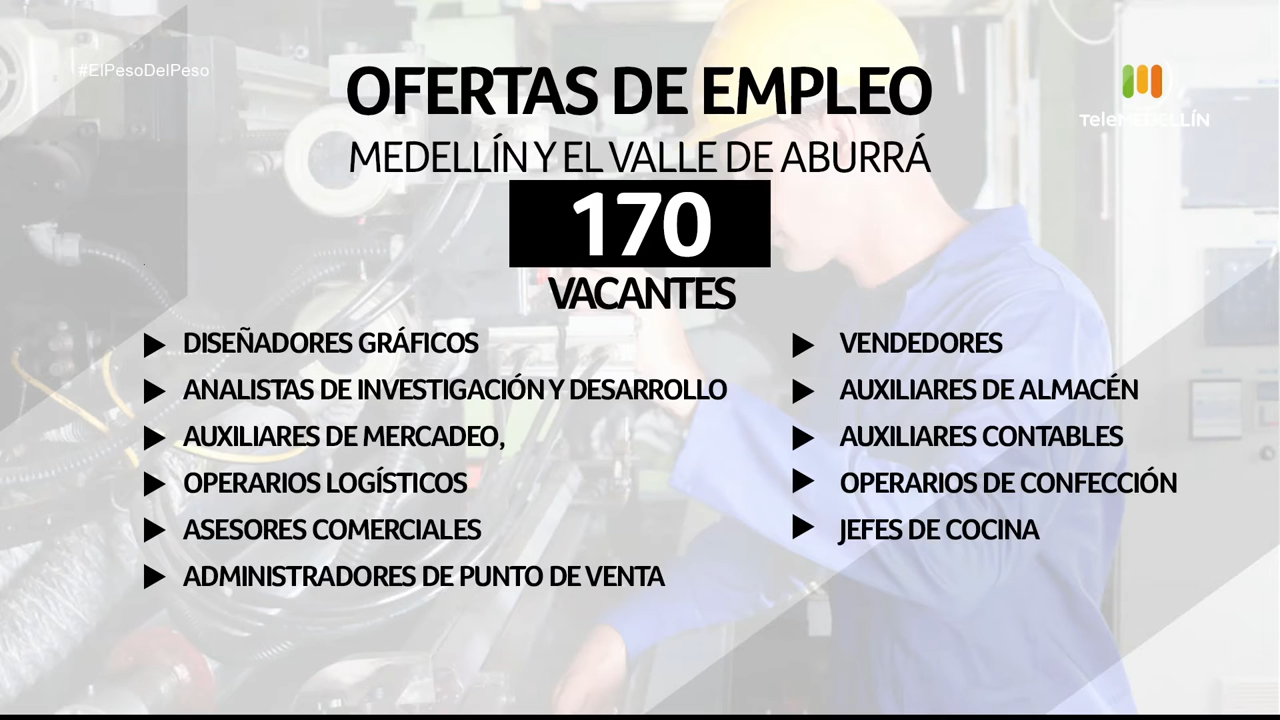 #ElPesoDelPeso
OFERTAS DE EMPLEO
TeleMEDELLÍN
MEDELLÍN Y EL VALLE DE ABURRÁ
170
VACANTES
DISEÑADORES GRÁFICOS
ANALISTAS DE INVESTIGACIÓN Y DESARROLLO
AUXILIARES DE MERCADEO,
OPERARIOS LOGÍSTICOS
ASESORES COMERCIALES
ADMINISTRADORES DE PUNTO DE VENTA
VENDEDORES
AUXILIARES DE ALMACÉN
AUXILIARES CONTABLES
OPERARIOS DE CONFECCIÓN
JEFES DE COCINA